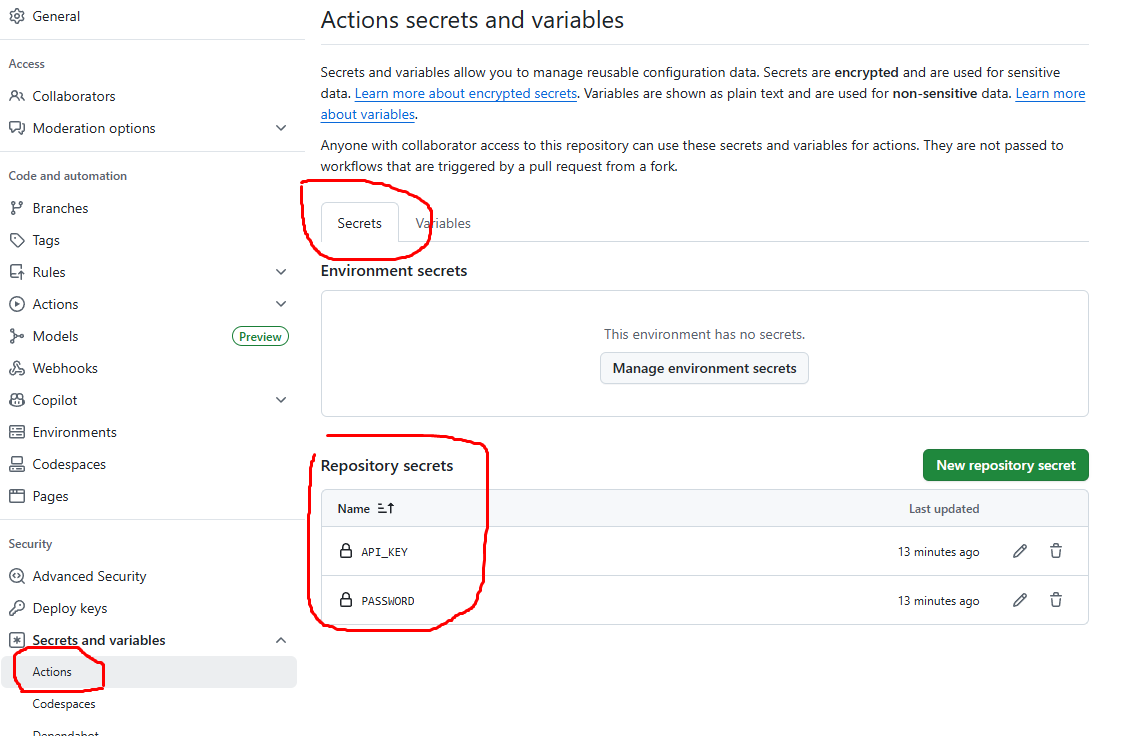 General
Access
Collaborators
Moderation options
Code and automation
Branches
Tags
Rules
Actions
Models Preview
Webhooks
Copilot
Environments
Codespaces
Pages
Security
Advanced Security
Deploy keys
Secrets and variables
Actions
Codespaces
Dependabot
Actions secrets and variables
Secrets and variables allow you to manage reusable configuration data. Secrets are encrypted and are used for sensitive
data. Learn more about encrypted secrets. Variables are shown as plain text and are used for non-sensitive data. Learn more
about variables.
Anyone with collaborator access to this repository can use these secrets and variables for actions. They are not passed to
workflows that are triggered by a pull request from a fork.
Secrets Variables
Environment secrets
This environment has no secrets.
Manage environment secrets
Repository secrets New repository secret
Name Last updated
API_KEY 13 minutes ago
PASSWORD 13 minutes ago